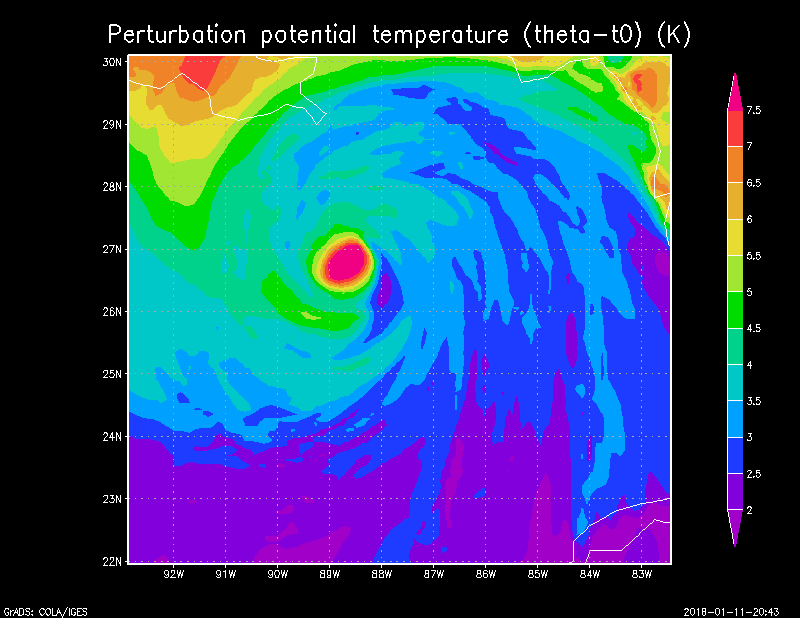 Perturbation potential temperature (theta-t0) (K)
30N
29N
28N
27N
26N
25N
24N
23N
22N
92W 91W 90W 89W 88W 87W 86W 85W 84W 83W
7.5
7
6.5
6
5.5
5
4.5
4
3.5
3
2.5
2
GrADS: COLA/IGES
2018-01-11-20:43